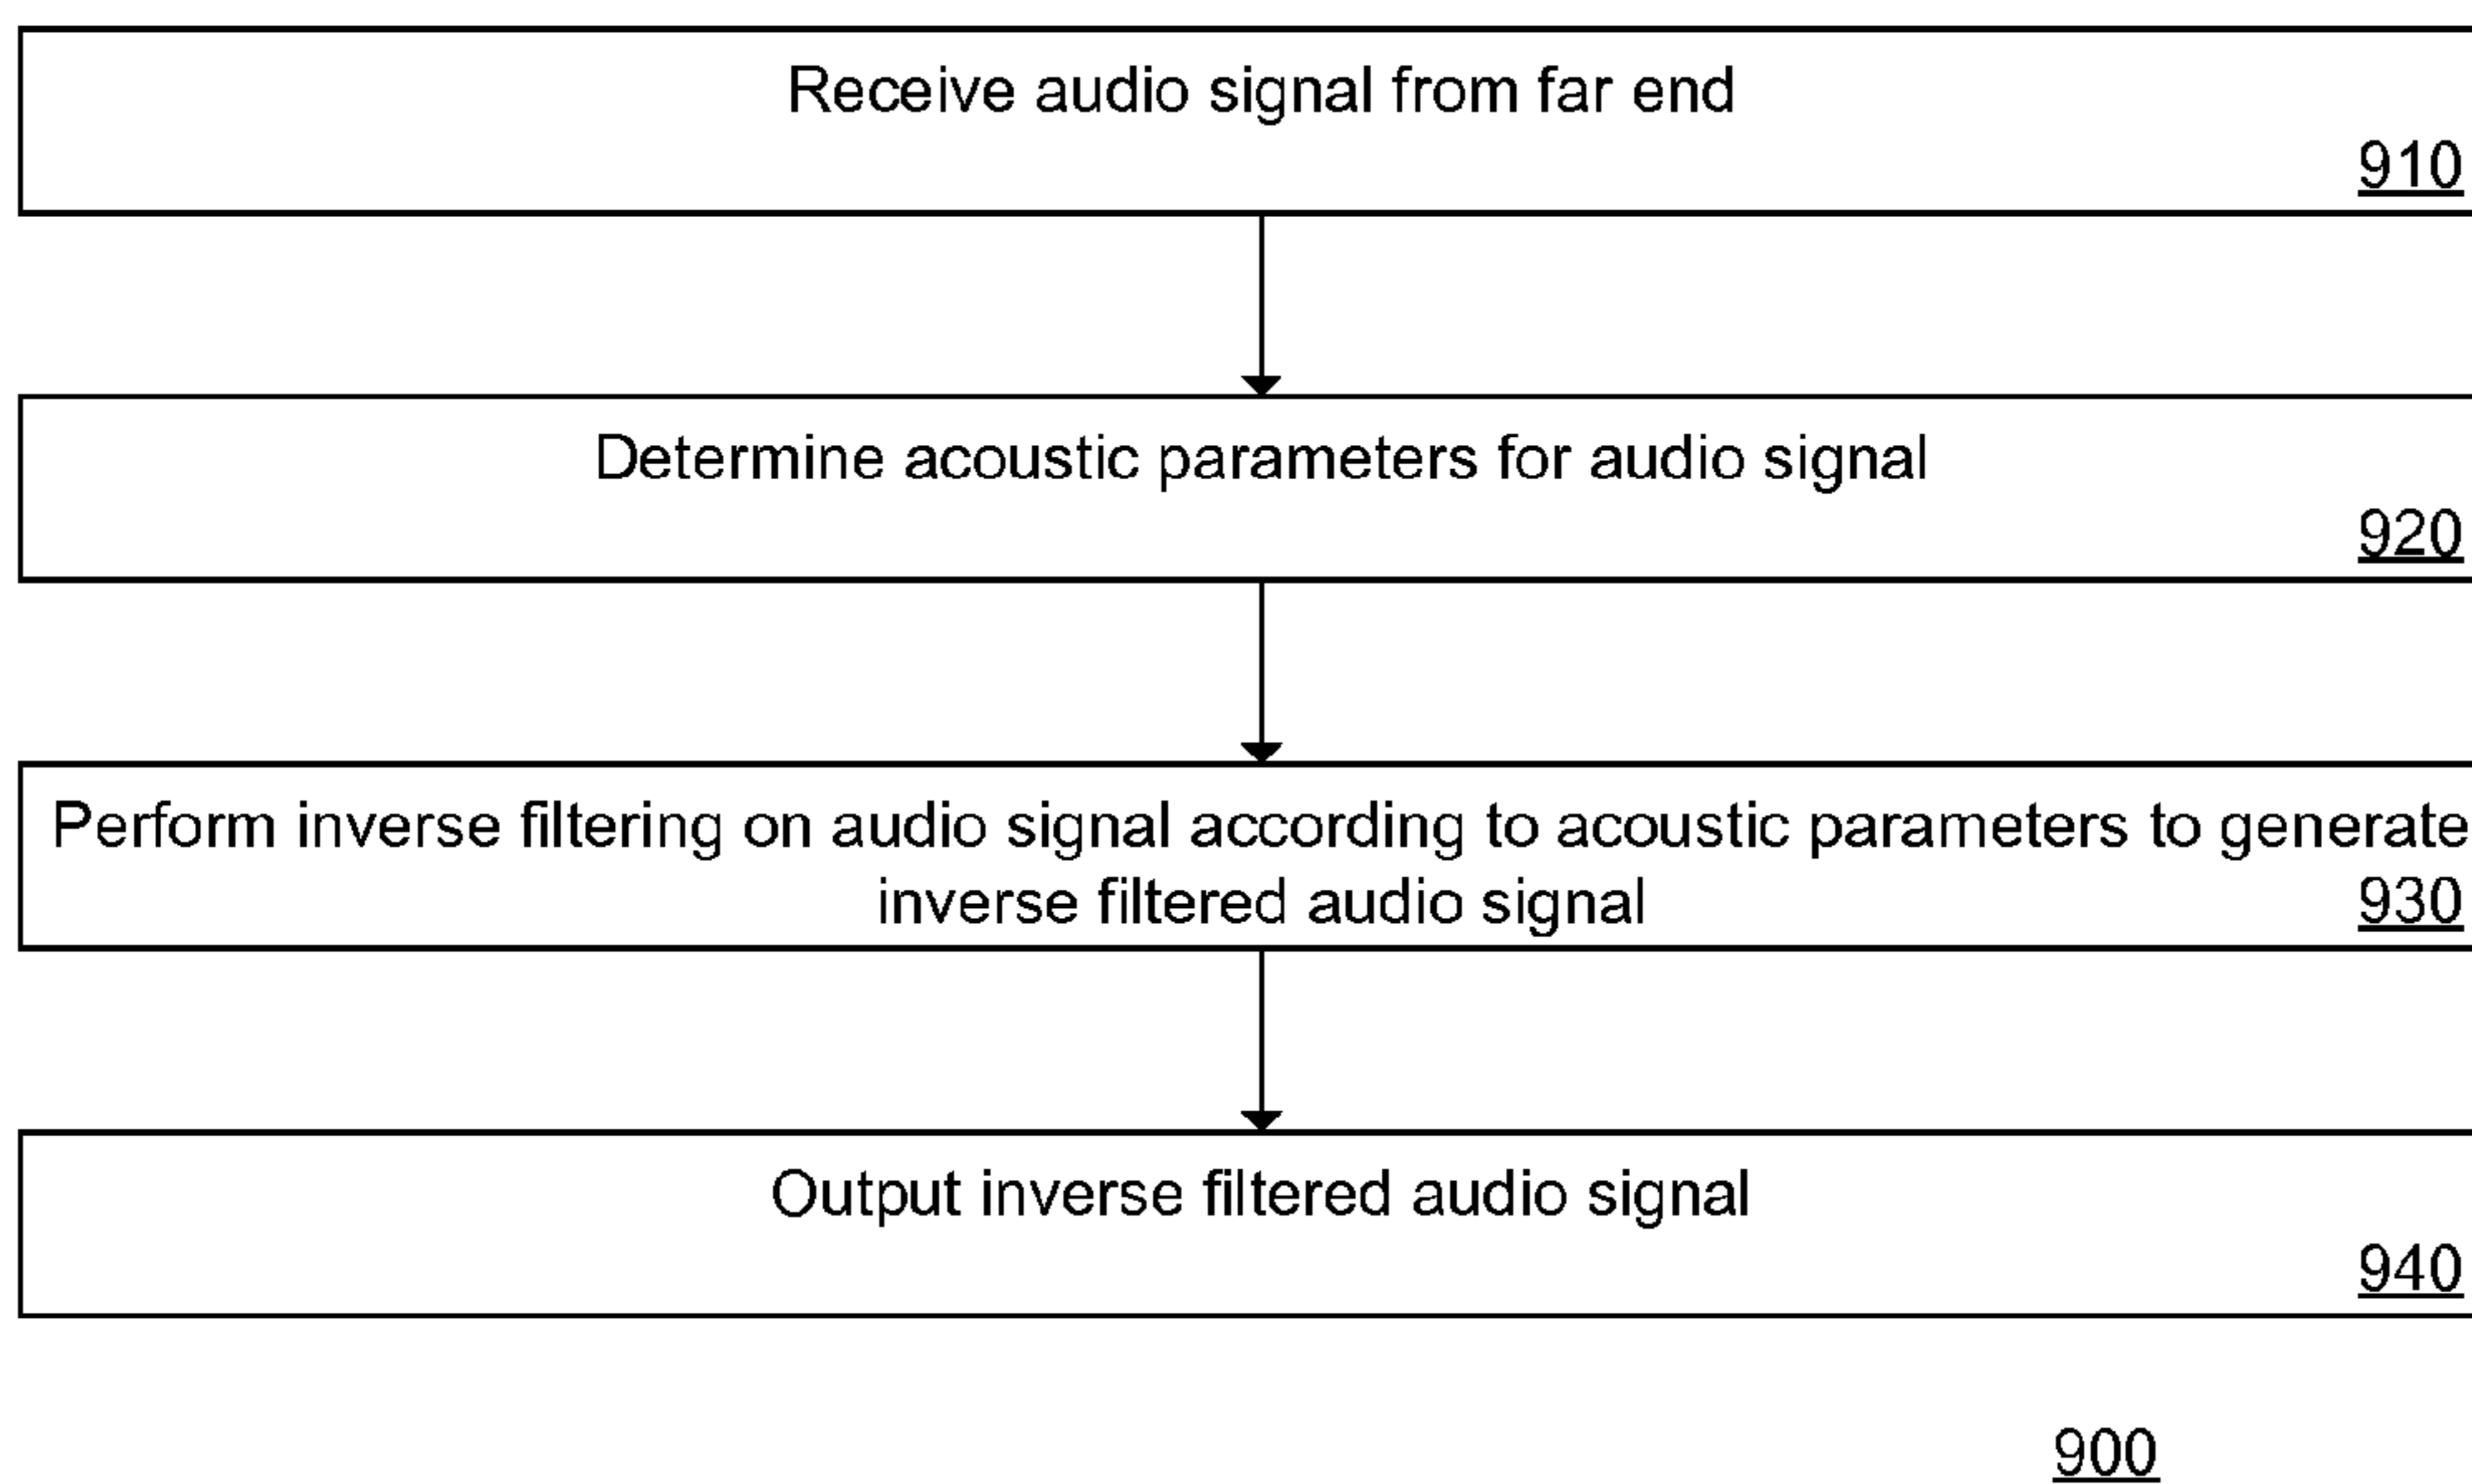 Receive audio signal from far end
910
Determine acoustic parameters for audio signal
920
Perform inverse filtering on audio signal according to acoustic parameters to generate
inverse filtered audio signal
930
Output inverse filtered audio signal
940
900